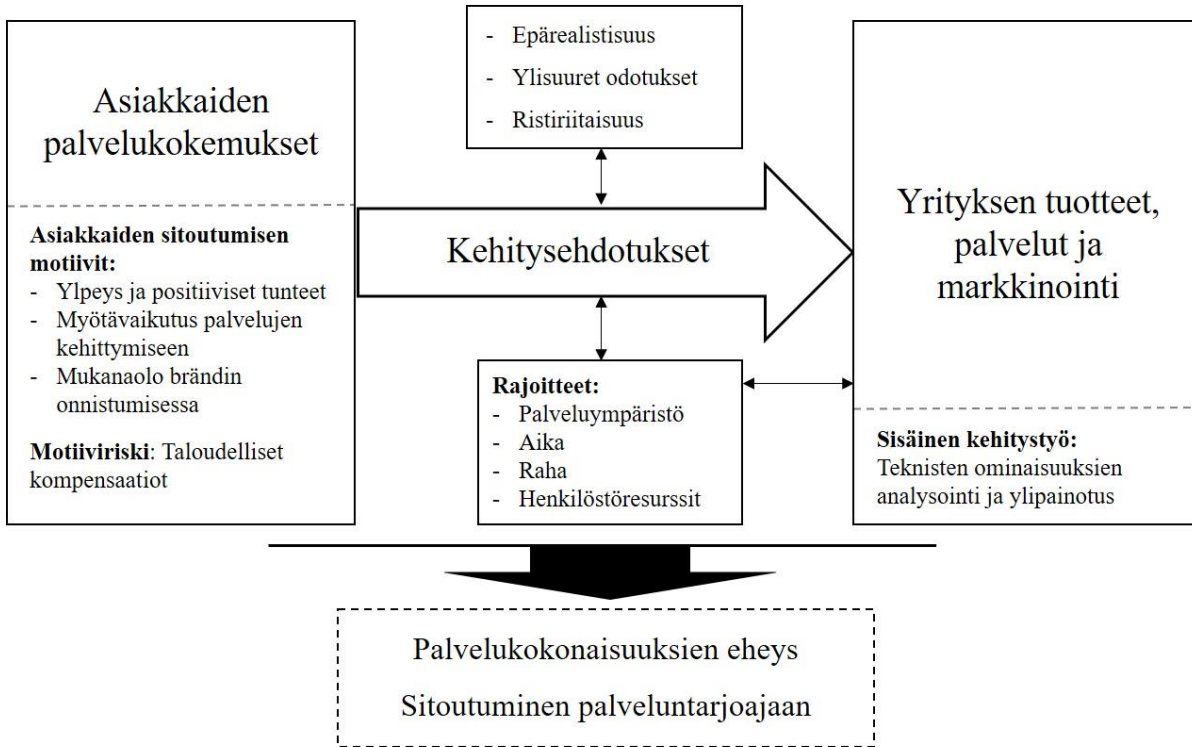 Asiakkaiden
palvelukokemukset
Asiakkaiden sitoutumisen
motiivit:
- Ylpeys ja positiiviset tunteet
- Myötävaikutus palvelujen
kehittymiseen
- Mukanaolo brändin
onnistumisessa
Motiiviriski: Taloudelliset
kompensaatiot
- Epärealistisuus
- Ylisuuret odotukset
- Ristiriitaisuus
Kehitysehdotukset
Rajoitteet:
- Palveluympäristö
- Aika
- Raha
- Henkilöstöresurssit
Yrityksen tuotteet,
palvelut ja
markkinointi
Sisäinen kehitystyö:
Teknisten ominaisuuksien
analysointi ja ylipainotus
Palvelukokonaisuuksien eheys
Sitoutuminen palveluntarjoajaan